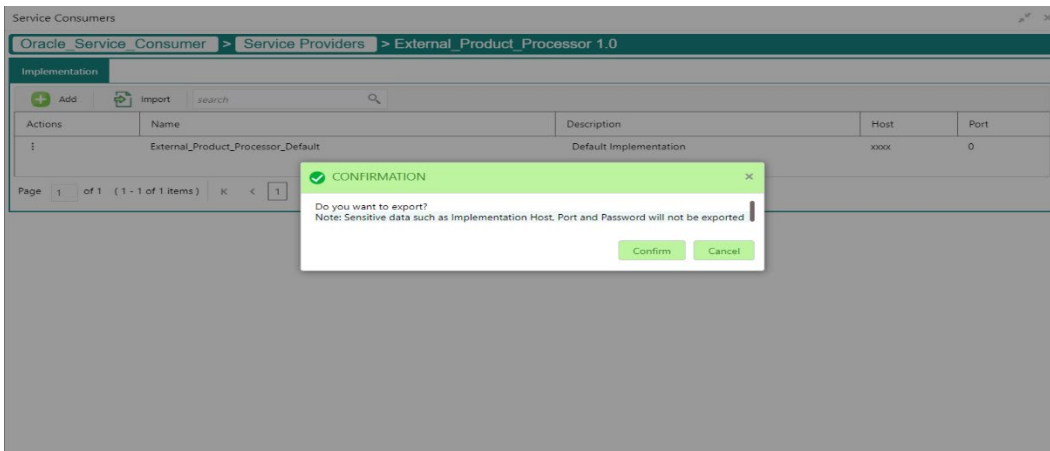 Service Consumers
Oracle_Service_Consumer > Service Providers > External_Product_Processor 1.0
Implementation
Add Import search
Actions Name Description Host Port
External_Product_Processor_Default Default Implementation xxxx 0
Page 1 of 1 (1 - 1 of 1 items) K < 1
CONFIRMATION ×
Do you want to export?
Note: Sensitive data such as Implementation Host, Port and Password will not be exported
Confirm Cancel